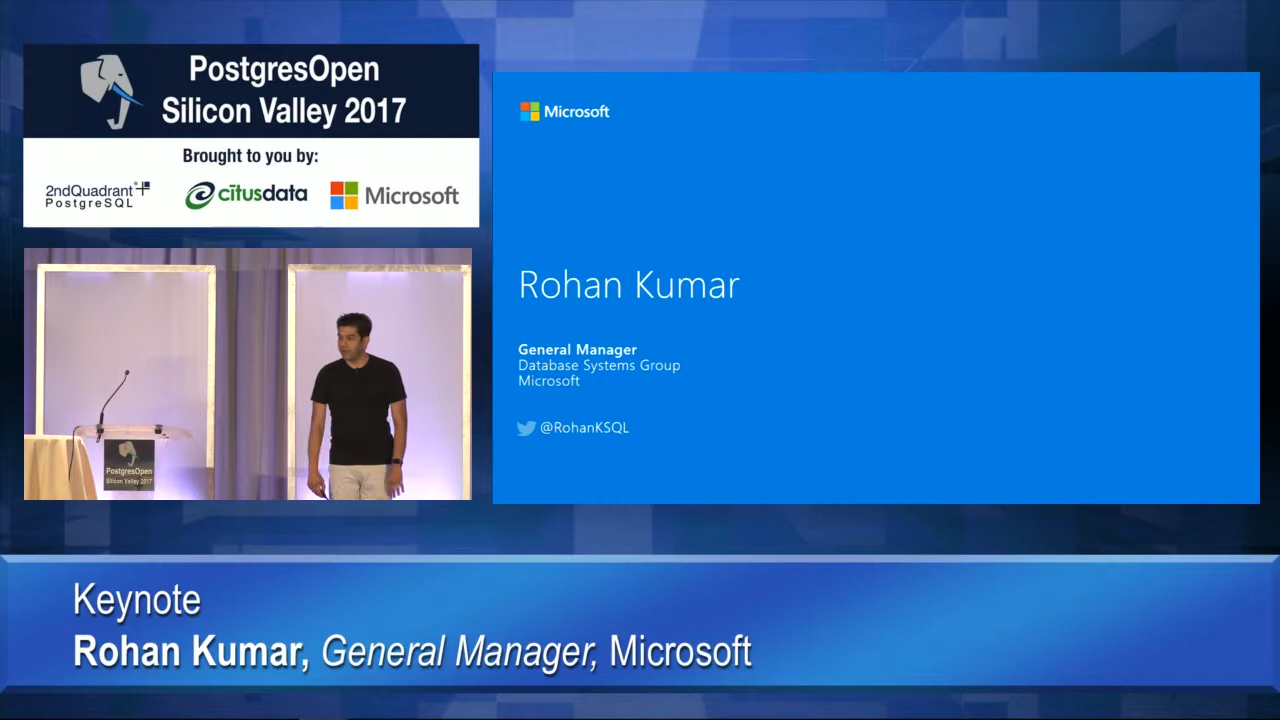 PostgresOpen
Silicon Valley 2017
Brought to you by:
2ndQuadrant
PostgreSQL
citusdata
Microsoft
Microsoft
Rohan Kumar
General Manager
Database Systems Group
Microsoft
@RohanKSQL
PostgresOpen
Silicon Valley 2017
Keynote
Rohan Kumar, General Manager, Microsoft